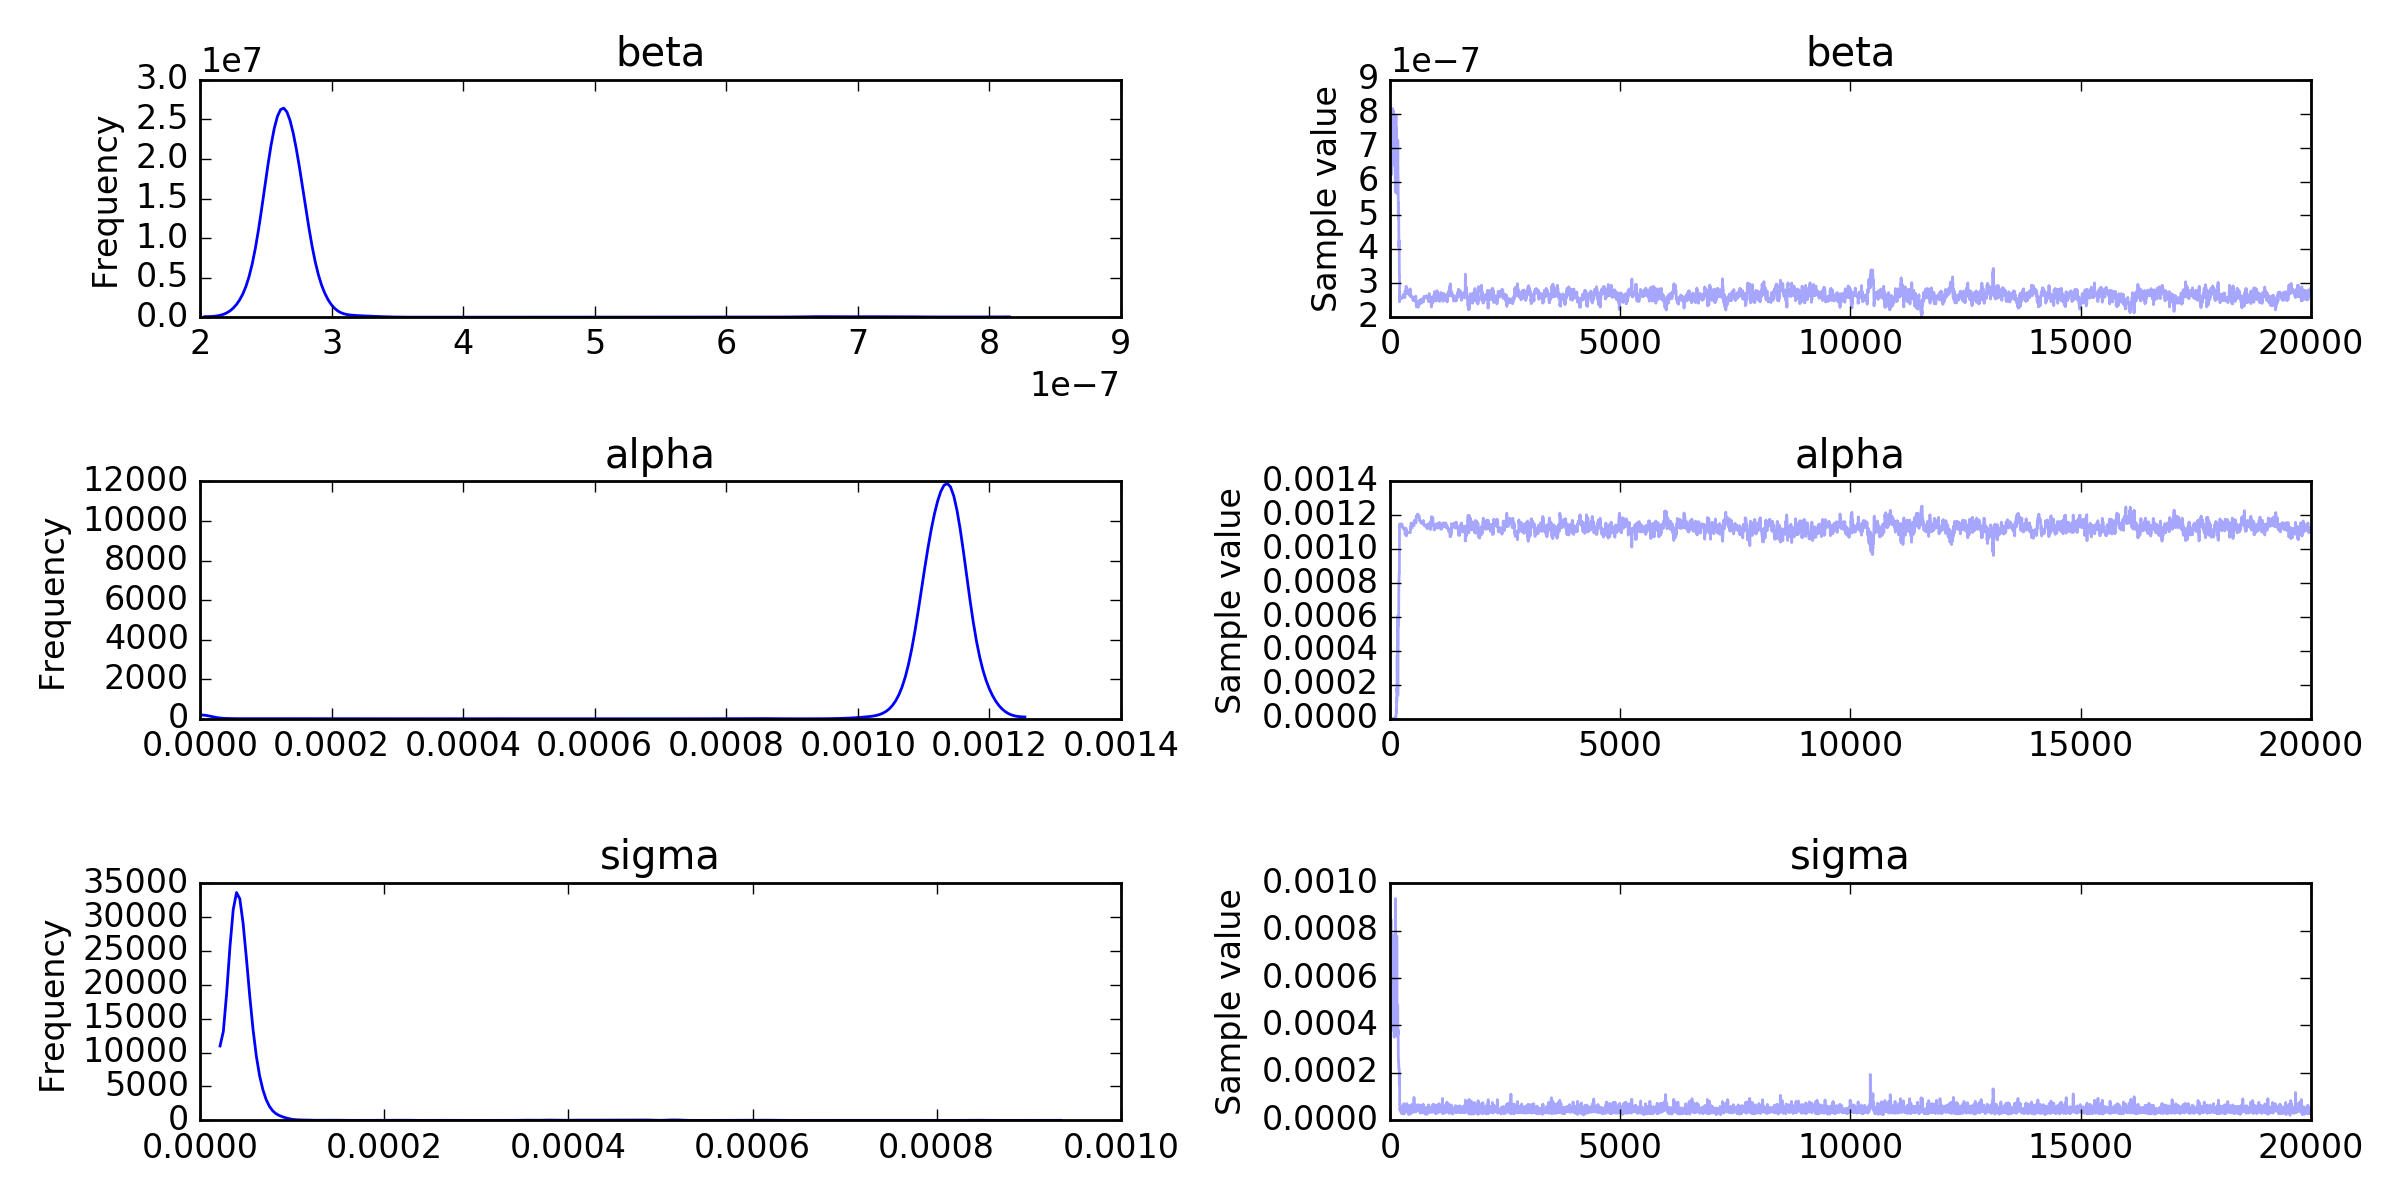 beta
1e7
3.0
2.5
2.0
1.5
1.0
0.5
0.0
Frequency
2 3 4 5 6 7 8 9
1e−7
beta
1e−7
9
8
7
6
5
4
3
2
Sample value
0 5000 10000 15000 20000
alpha
12000
10000
8000
6000
4000
2000
0
Frequency
0.0000 0.0002 0.0004 0.0006 0.0008 0.0010 0.0012 0.0014
alpha
0.0014
0.0012
0.0010
0.0008
0.0006
0.0004
0.0002
0.0000
Sample value
0 5000 10000 15000 20000
sigma
35000
30000
25000
20000
15000
10000
5000
0
Frequency
0.0000 0.0002 0.0004 0.0006 0.0008 0.0010
sigma
0.0010
0.0008
0.0006
0.0004
0.0002
0.0000
Sample value
0 5000 10000 15000 20000